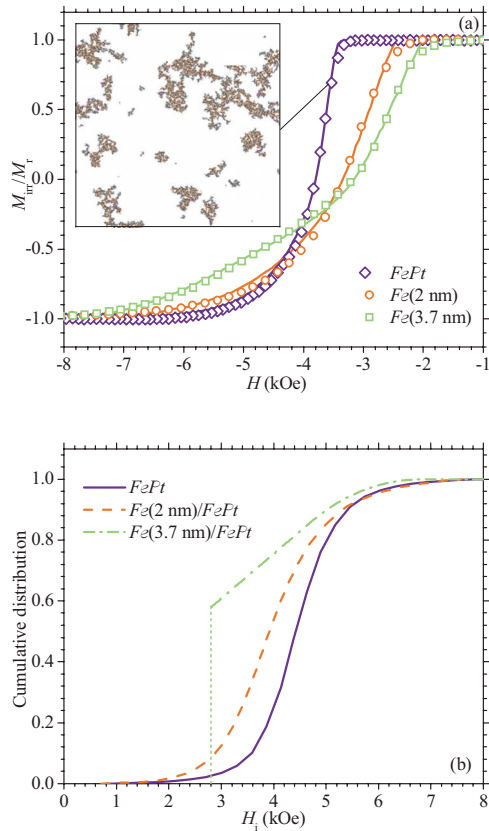 (a)
1.0
0.5
0.0
-0.5
-1.0
M_irr/M_r
FePt
Fe(2 nm)
Fe(3.7 nm)
-8 -7 -6 -5 -4 -3 -2 -1
H (kOe)
1.0
0.8
0.6
0.4
0.2
0.0
Cumulative distribution
FePt
Fe(2 nm)/FePt
Fe(3.7 nm)/FePt
(b)
0 1 2 3 4 5 6 7 8
H_i (kOe)